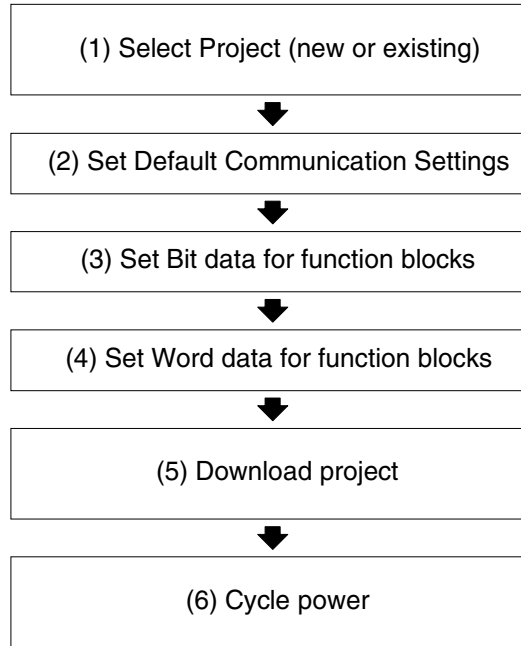 (1) Select Project (new or existing)
(2) Set Default Communication Settings
(3) Set Bit data for function blocks
(4) Set Word data for function blocks
(5) Download project
(6) Cycle power